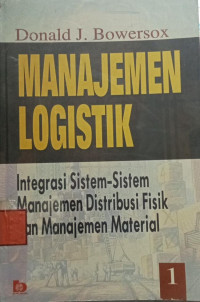 Donald J. Bowersox
MANAJEMEN
LOGISTIK
Integrasi Sistem-Sistem
Manajemen Distribusi Fisik
dan Manajemen Material
1